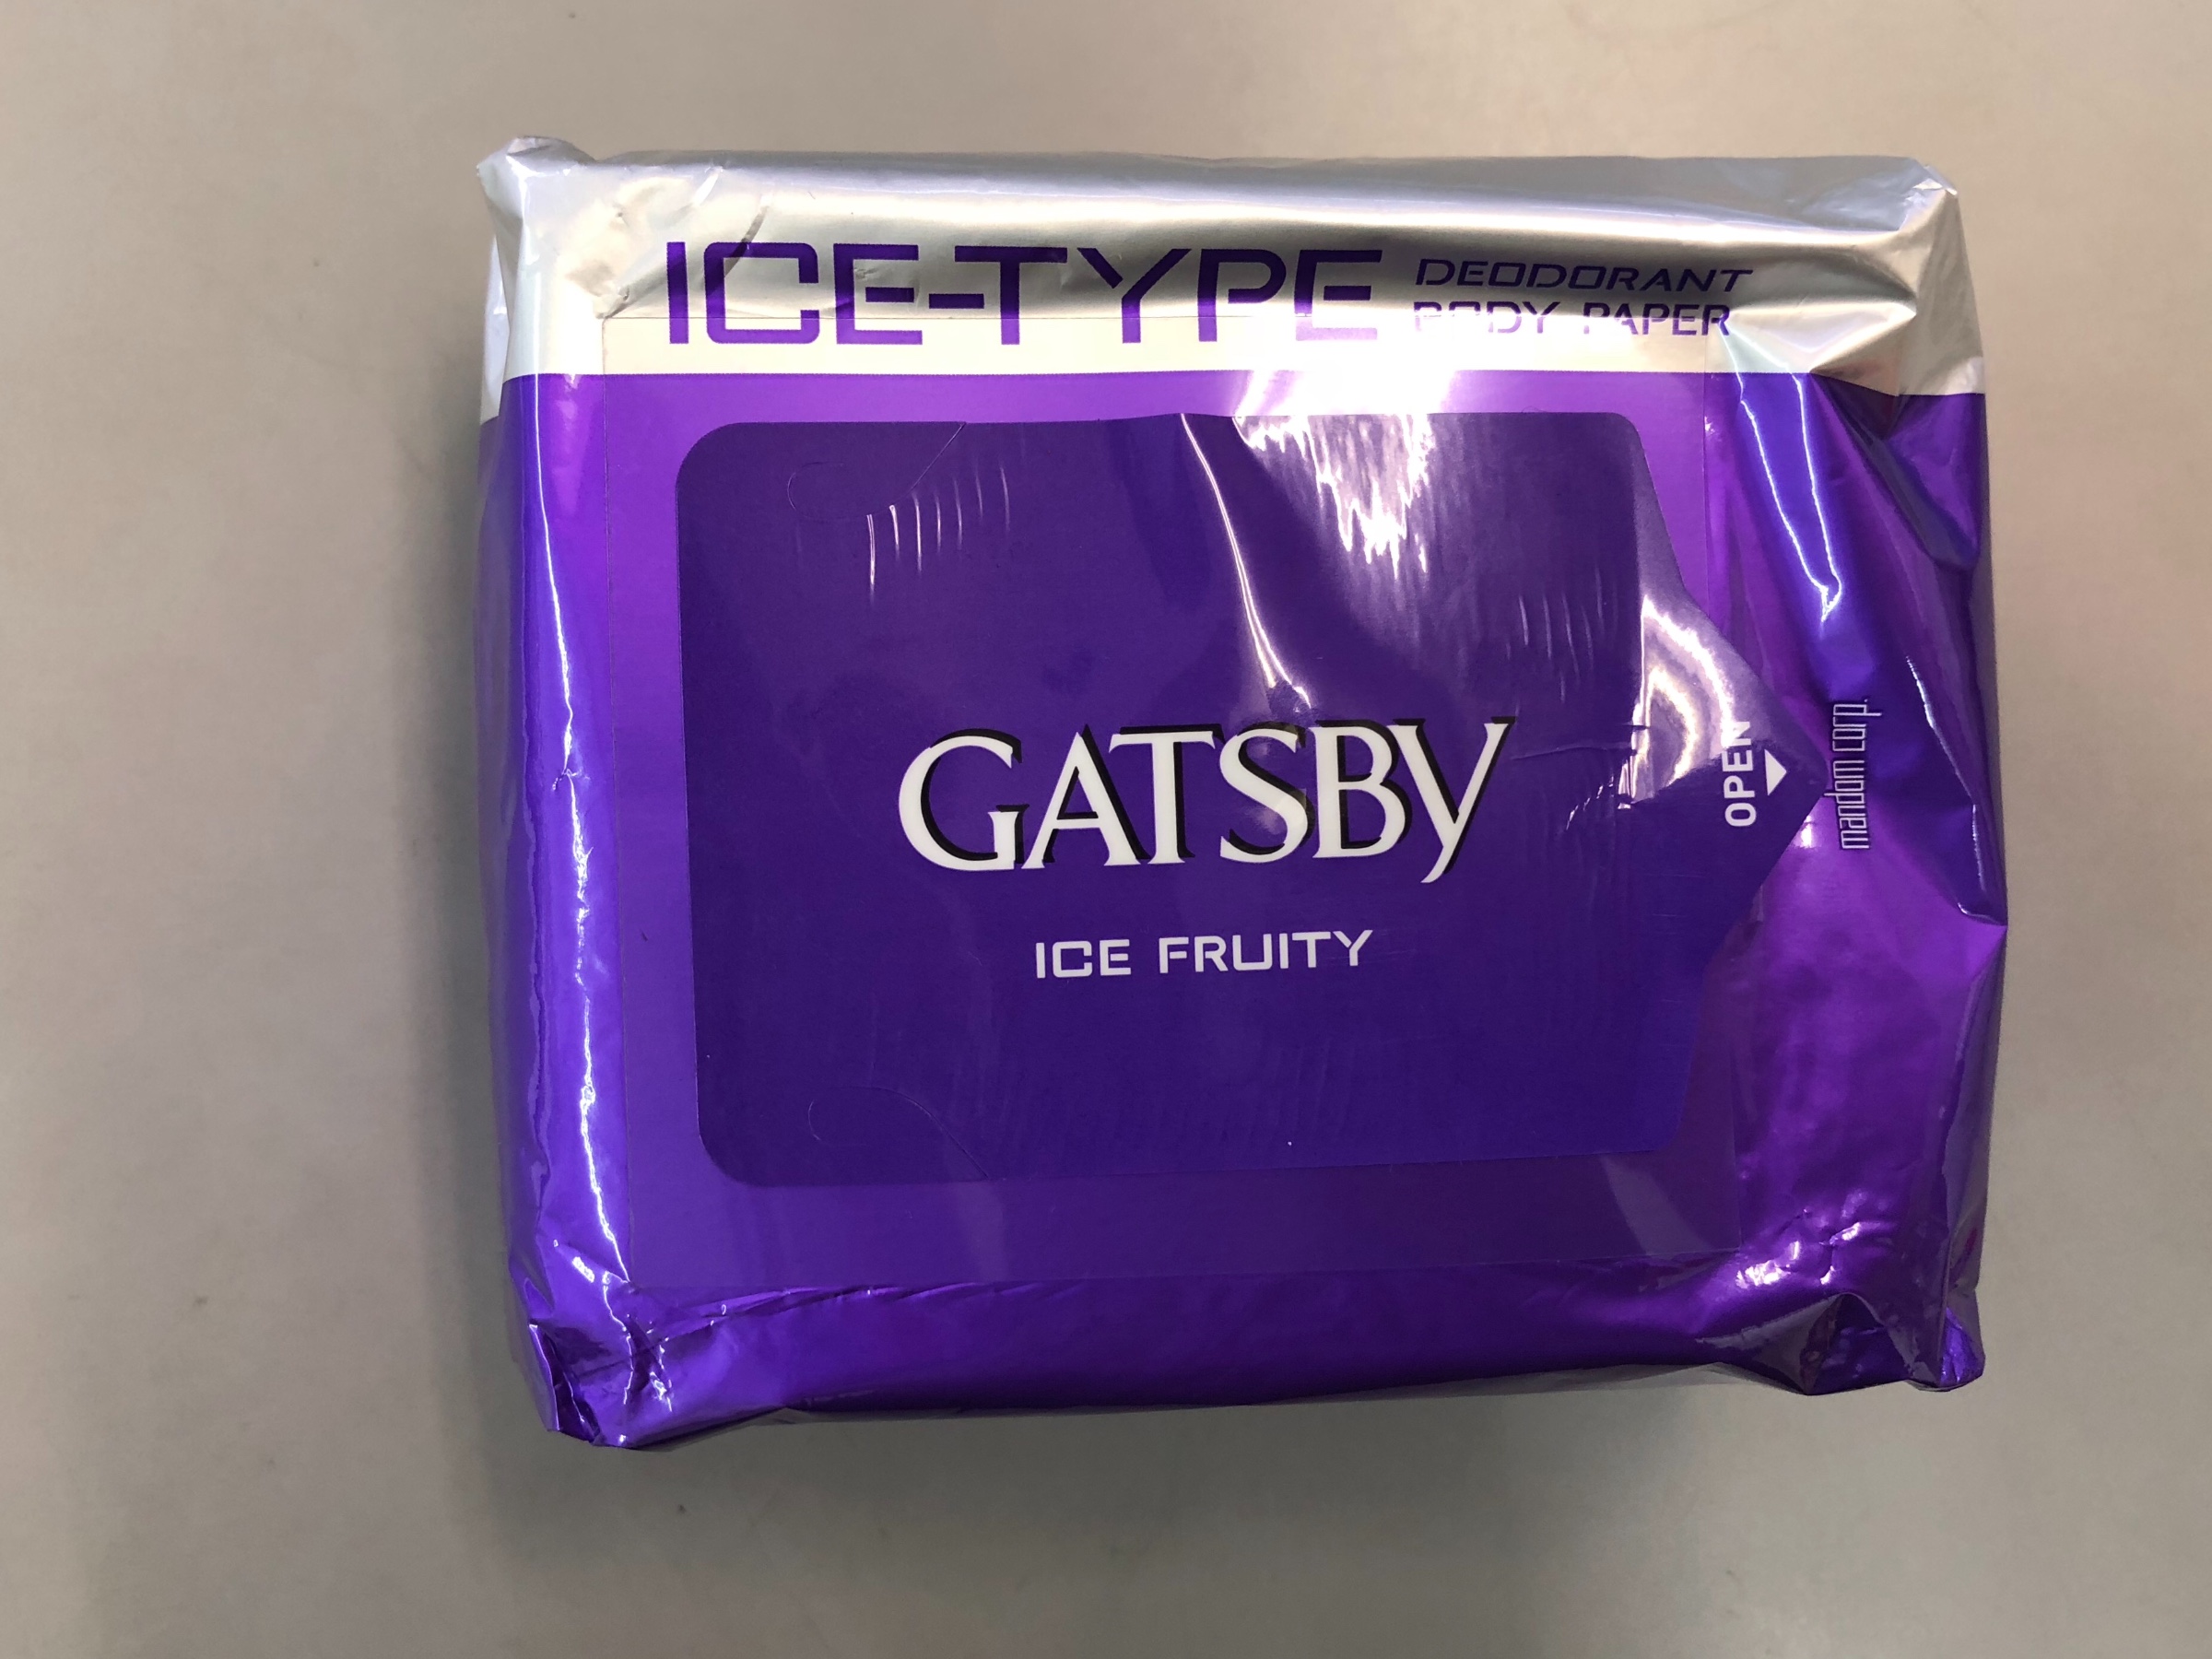 ICE-TYPE
DEODORANT
BODY PAPER
GATSBY
ICE FRUITY
OPEN
mandom corp.